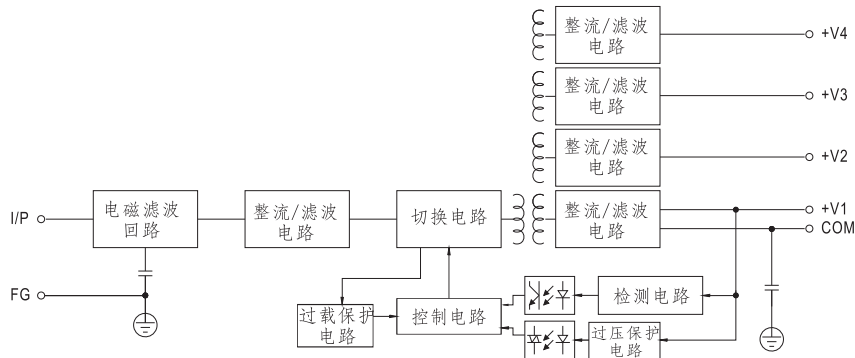 整流/滤波
电路
+V4
整流/滤波
电路
+V3
整流/滤波
电路
+V2
I/P
电磁滤波
回路
整流/滤波
电路
切换电路
整流/滤波
电路
+V1
COM
FG
过载保护
电路
控制电路
检测电路
过压保护
电路